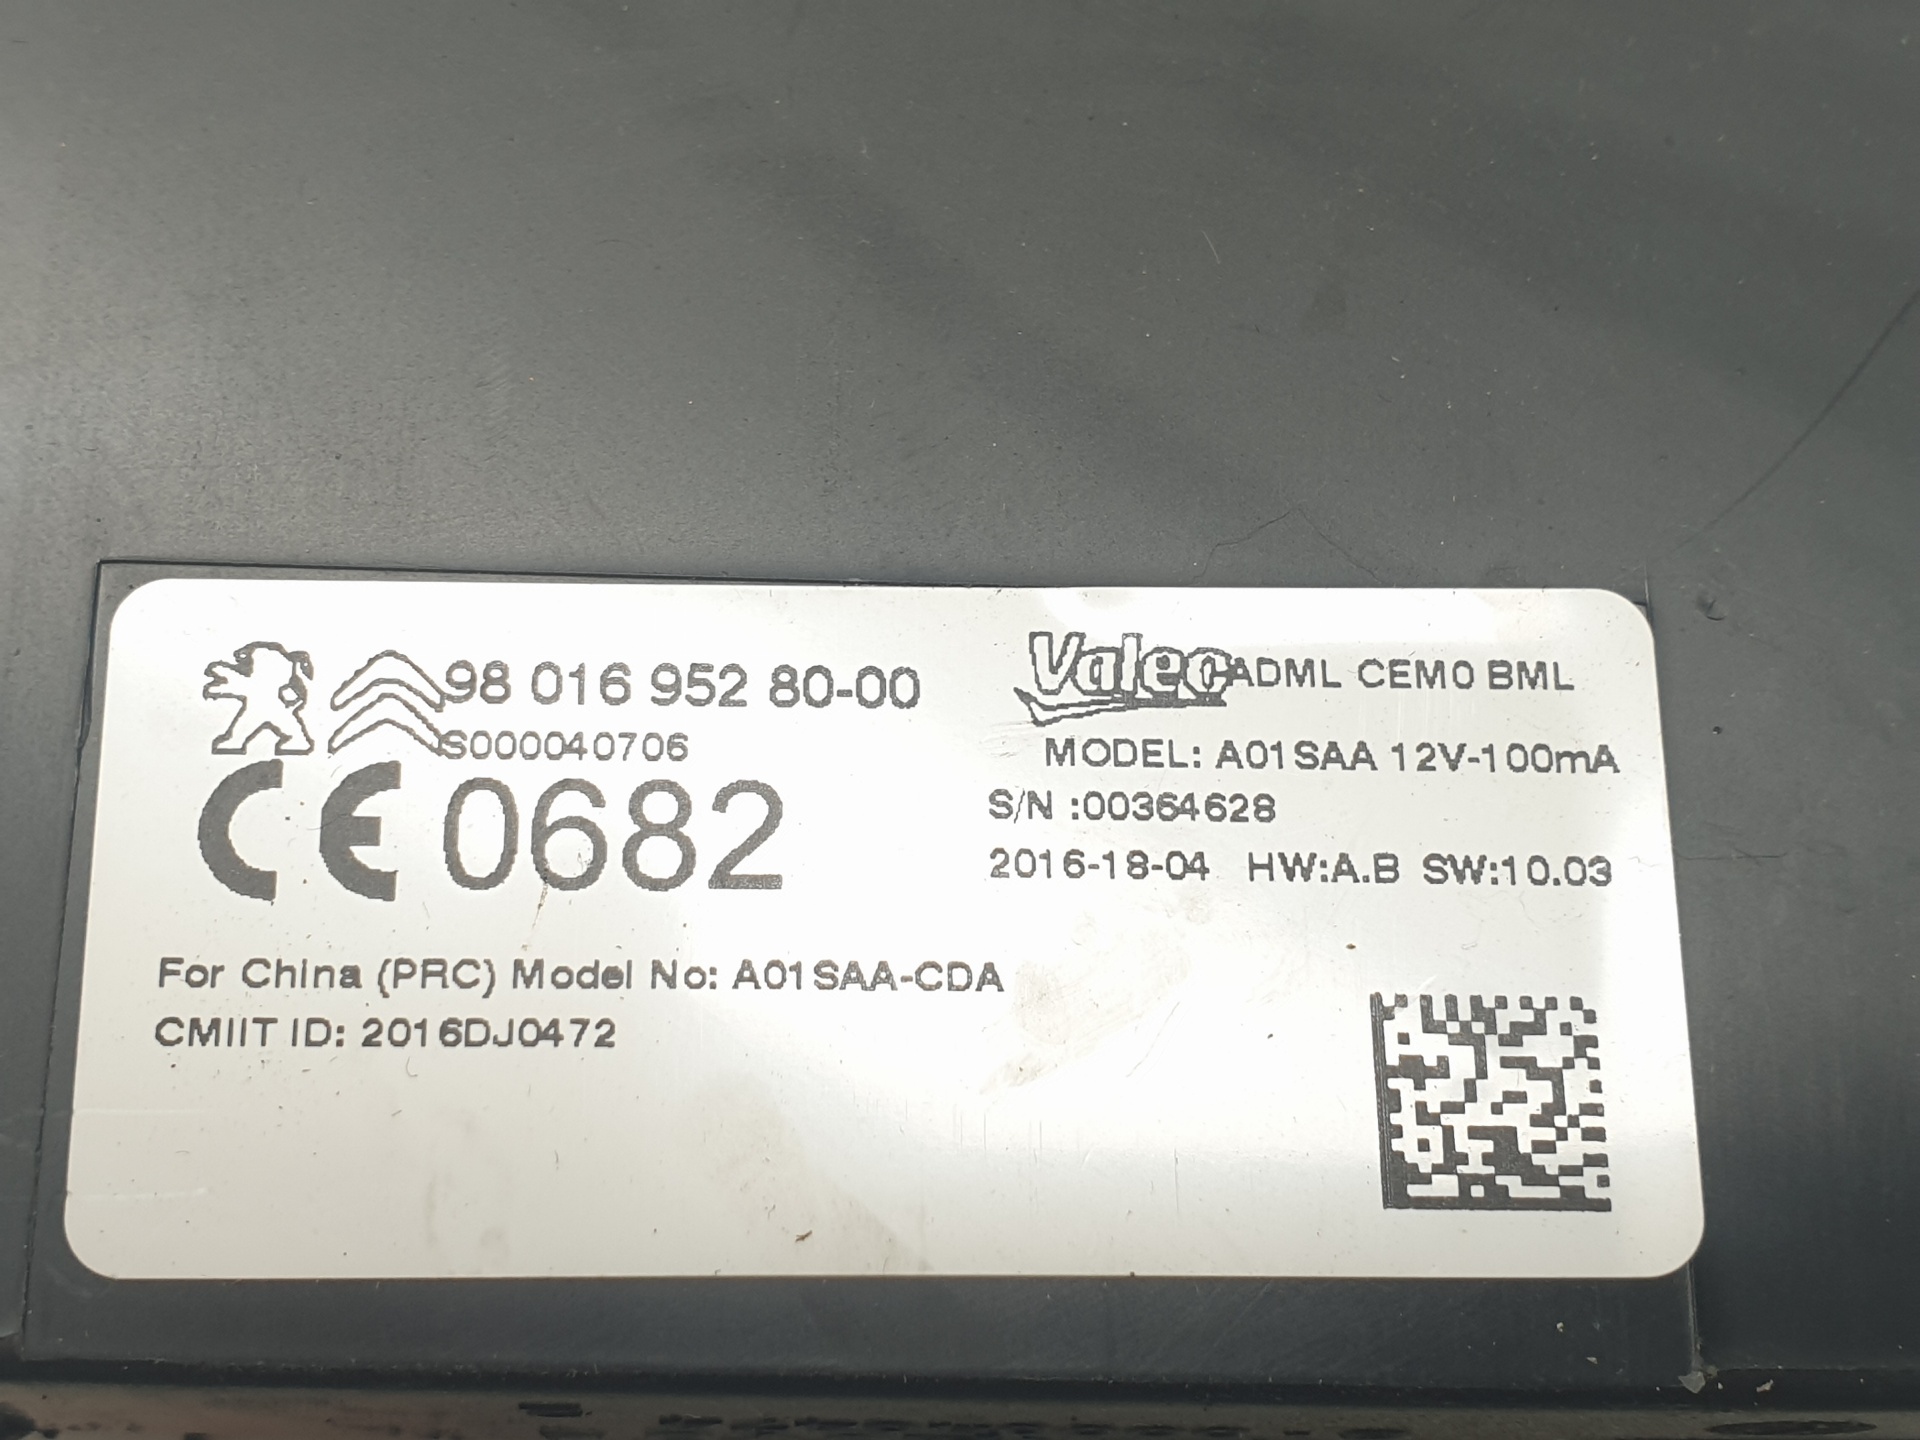 98 016 952 80-00
S000040706
CE 0682
Valeo ADML CEM0 BML
MODEL: A01SAA 12V-100mA
S/N :00364628
2016-18-04 HW:A.B SW:10.03
For China (PRC) Model No: A01SAA-CDA
CMIIT ID: 2016DJ0472